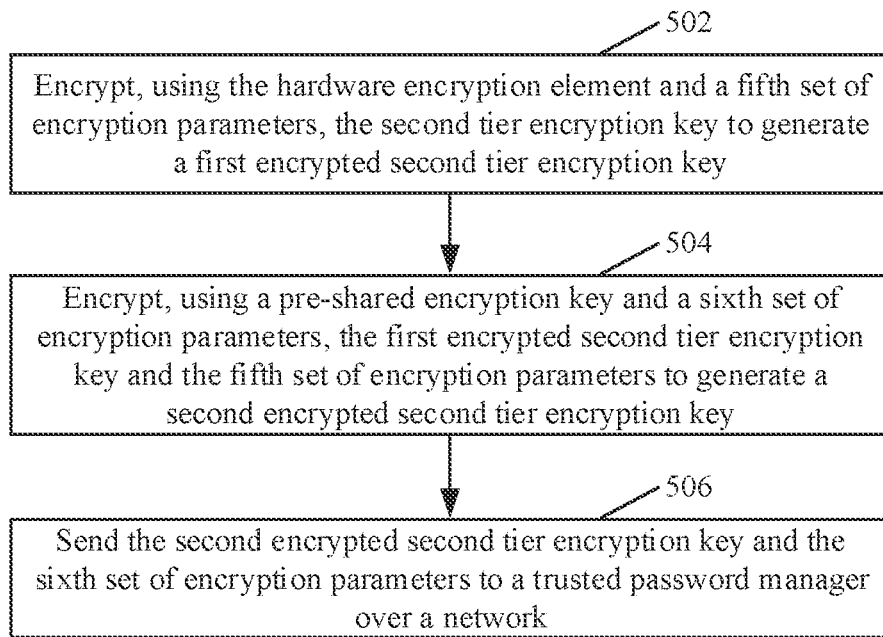 502
Encrypt, using the hardware encryption element and a fifth set of
encryption parameters, the second tier encryption key to generate
a first encrypted second tier encryption key
504
Encrypt, using a pre-shared encryption key and a sixth set of
encryption parameters, the first encrypted second tier encryption
key and the fifth set of encryption parameters to generate a
second encrypted second tier encryption key
506
Send the second encrypted second tier encryption key and the
sixth set of encryption parameters to a trusted password manager
over a network